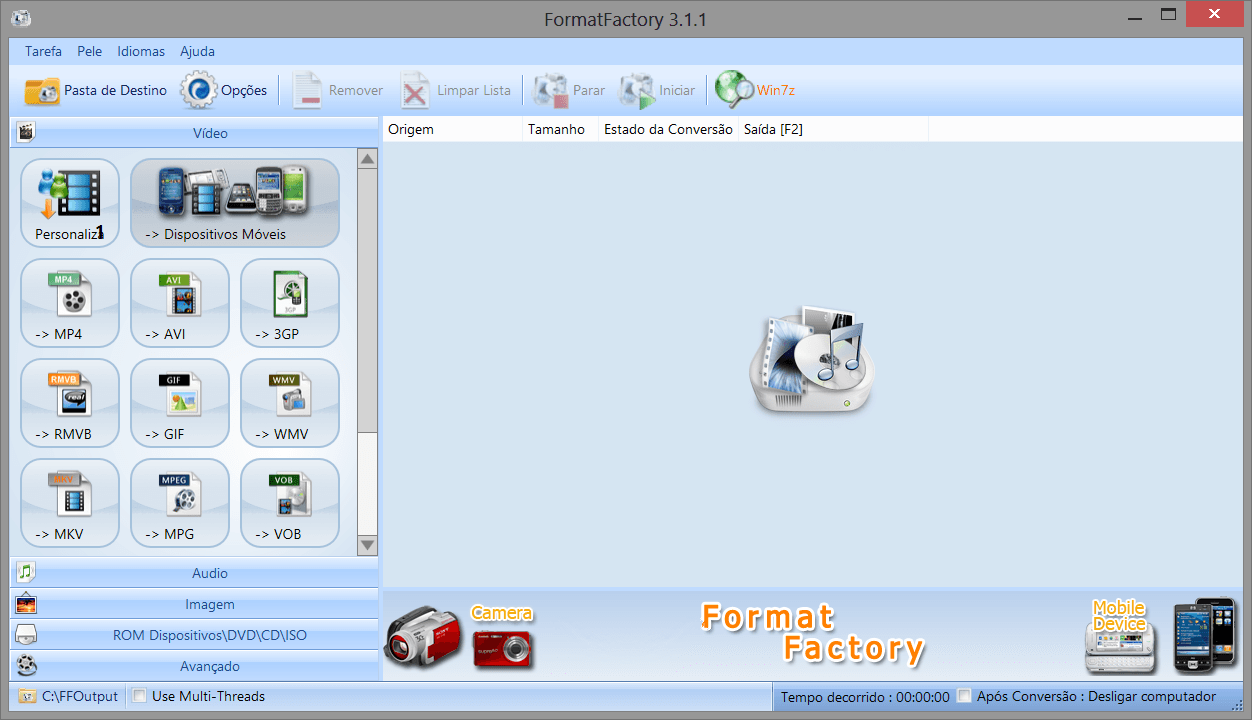 FormatFactory 3.1.1
Tarefa Pele Idiomas Ajuda
Pasta de Destino Opções Remover Limpar Lista Parar Iniciar Win7z
Vídeo
Origem Tamanho Estado da Conversão Saída [F2]
Personaliza 1
-> Dispositivos Móveis
MP4 AVI 3GP
-> MP4 -> AVI -> 3GP
RMVB GIF WMV
real
-> RMVB -> GIF -> WMV
MKV MPEG VOB
-> MKV -> MPG -> VOB
Audio
Imagem
ROM Dispositivos\DVD\CD\ISO
Avançado
Camera
Format
Factory
Mobile
Device
C:\FFOutput Use Multi-Threads Tempo decorrido : 00:00:00 Após Conversão : Desligar computador